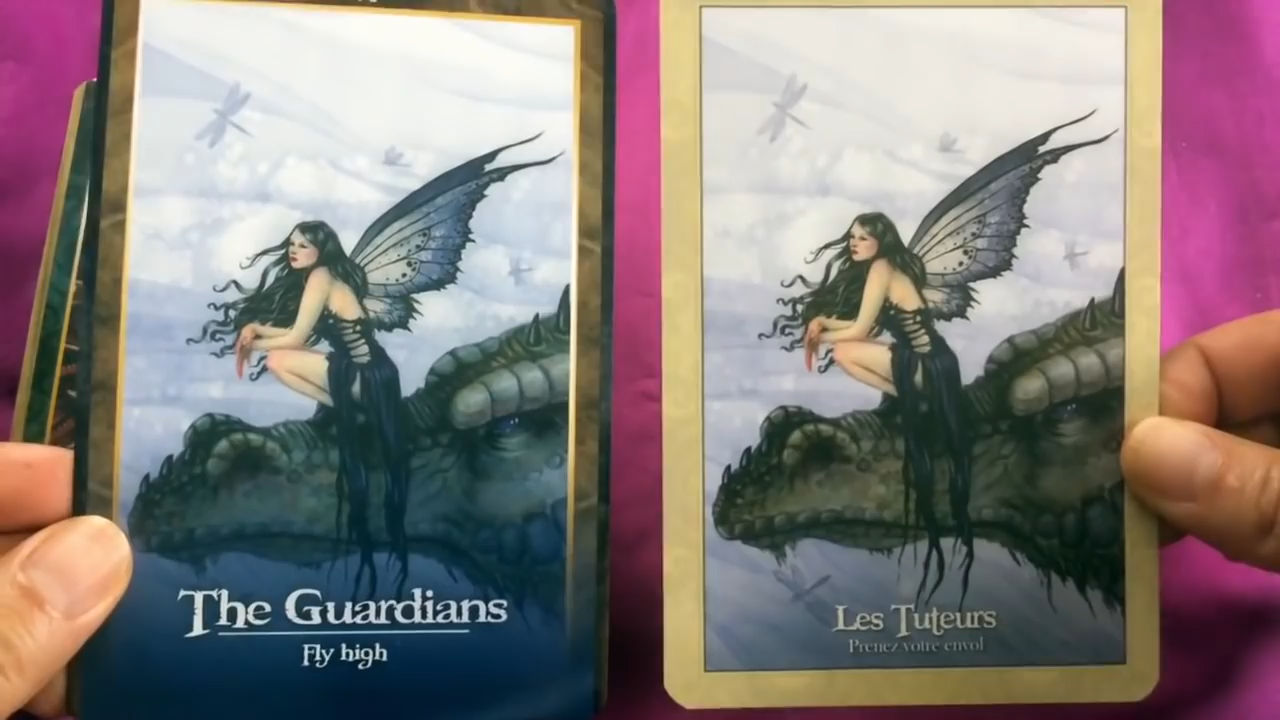 The Guardians
Fly high
Les Tuteurs
Prenez votre envol